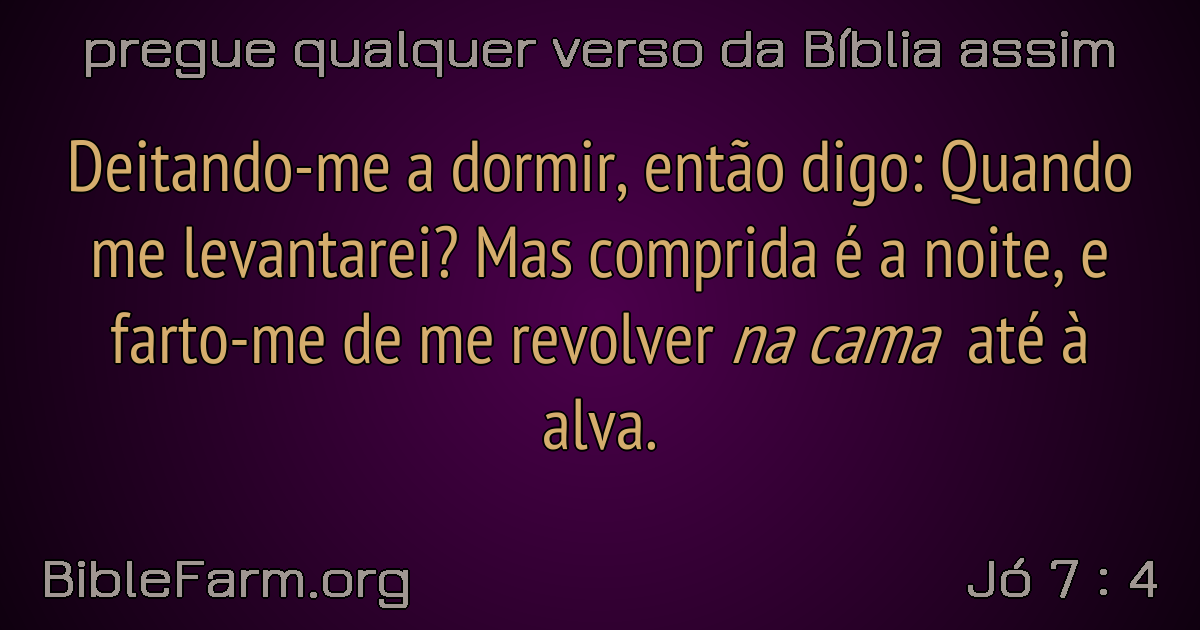 pregue qualquer verso da Bíblia assim
Deitando-me a dormir, então digo: Quando
me levantarei? Mas comprida é a noite, e
farto-me de me revolver na cama até à
alva.
BibleFarm.org
Jó 7 : 4